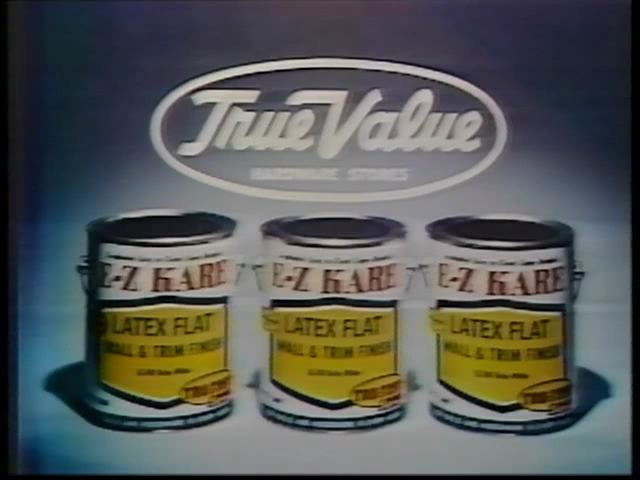 True Value
HARDWARE STORES
E-Z KARE
LATEX FLAT
WALL & TRIM FINISH
E-Z KARE
LATEX FLAT
WALL & TRIM FINISH
E-Z KARE
LATEX FLAT
WALL & TRIM FINISH